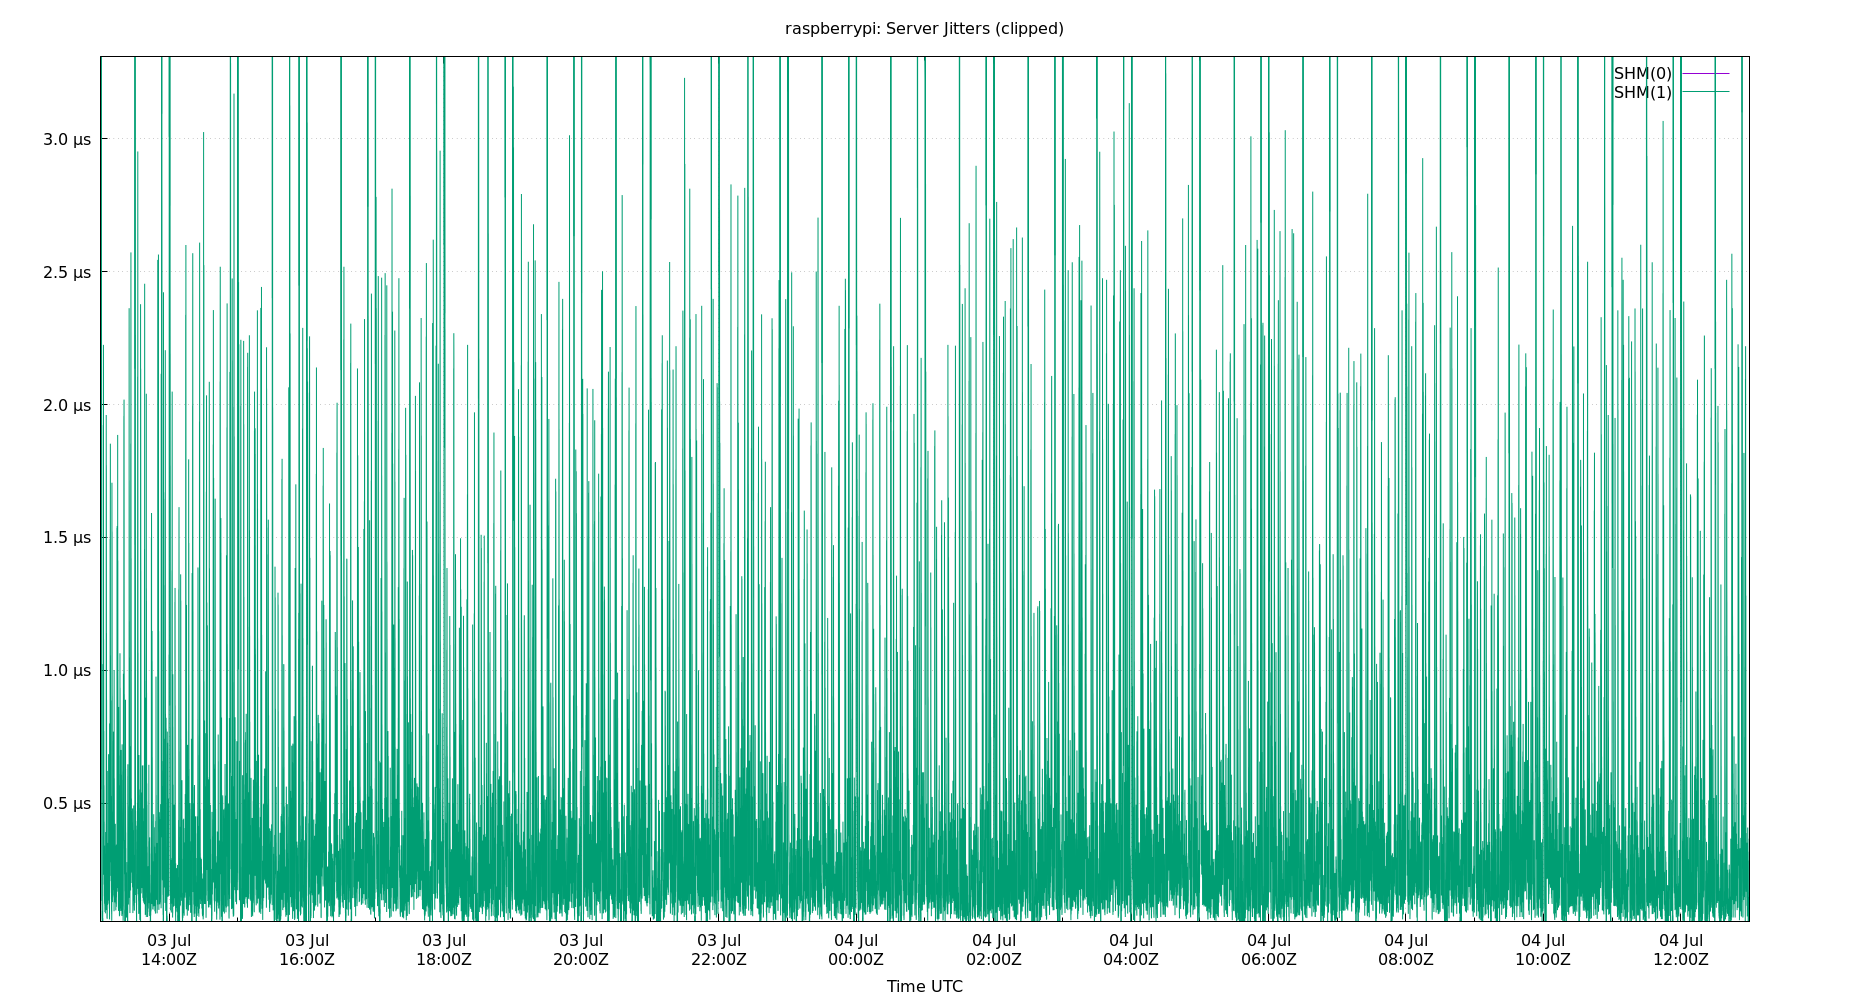 raspberrypi: Server Jitters (clipped)
SHM(0)
SHM(1)
3.0 µs
2.5 µs
2.0 µs
1.5 µs
1.0 µs
0.5 µs
03 Jul 03 Jul 03 Jul 03 Jul 03 Jul 04 Jul 04 Jul 04 Jul 04 Jul 04 Jul 04 Jul 04 Jul
14:00Z 16:00Z 18:00Z 20:00Z 22:00Z 00:00Z 02:00Z 04:00Z 06:00Z 08:00Z 10:00Z 12:00Z
Time UTC